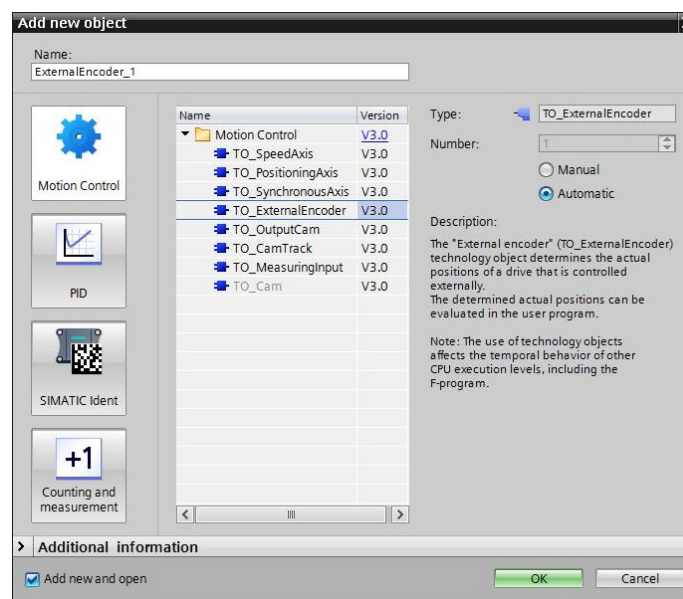 Add new object
Name:
ExternalEncoder_1
Motion Control
PID
SIMATIC Ident
+1
Counting and
measurement
Name Version
Motion Control V3.0
TO_SpeedAxis V3.0
TO_PositioningAxis V3.0
TO_SynchronousAxis V3.0
TO_ExternalEncoder V3.0
TO_OutputCam V3.0
TO_CamTrack V3.0
TO_MeasuringInput V3.0
TO_Cam V3.0
Type: TO_ExternalEncoder
Number: 1
Manual
Automatic
Description:
The "External encoder" (TO_ExternalEncoder)
technology object determines the actual
positions of a drive that is controlled
externally.
The determined actual positions can be
evaluated in the user program.
Note: The use of technology objects
affects the temporal behavior of other
CPU execution levels, including the
F-program.
Additional information
Add new and open
OK Cancel